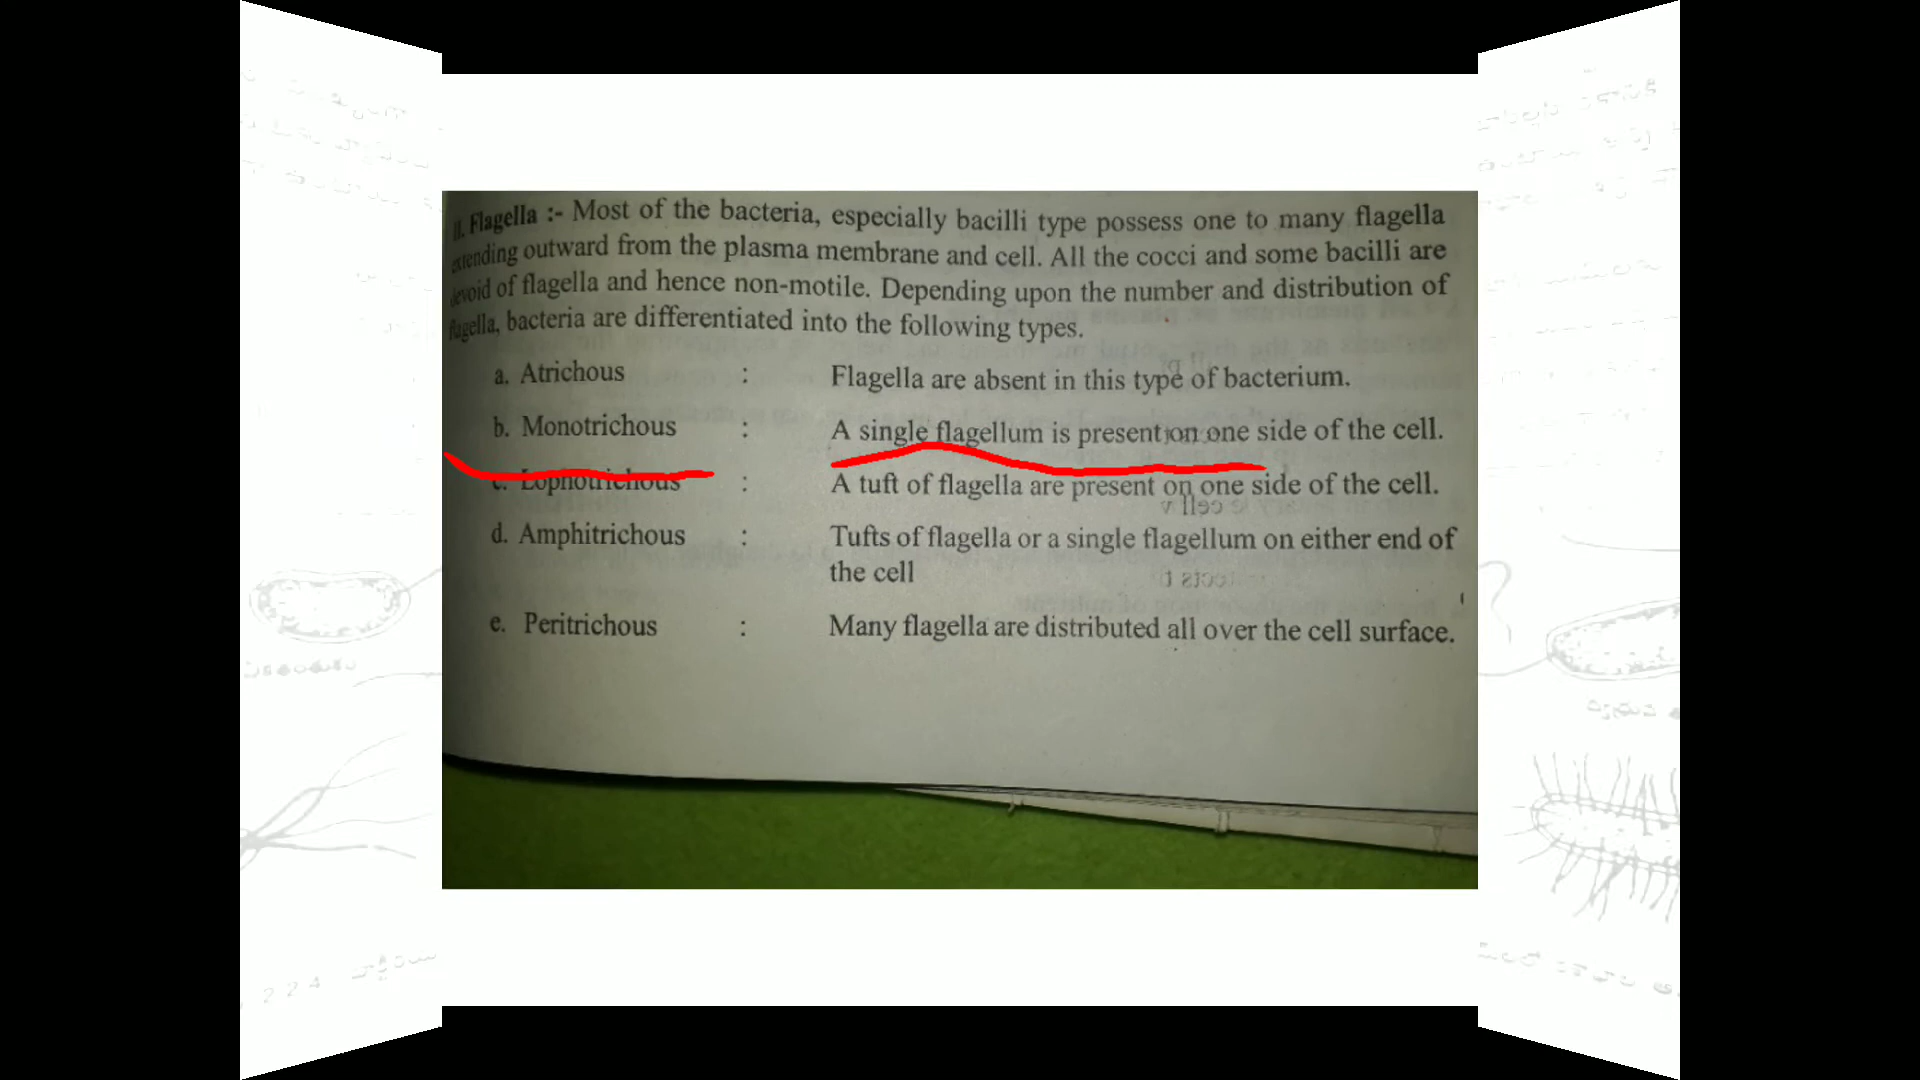 II. Flagella :- Most of the bacteria, especially bacilli type possess one to many flagella
extending outward from the plasma membrane and cell. All the cocci and some bacilli are
devoid of flagella and hence non-motile. Depending upon the number and distribution of
flagella, bacteria are differentiated into the following types.
a. Atrichous : Flagella are absent in this type of bacterium.
b. Monotrichous : A single flagellum is present on one side of the cell.
c. Lophotrichous : A tuft of flagella are present on one side of the cell.
d. Amphitrichous : Tufts of flagella or a single flagellum on either end of
the cell
e. Peritrichous : Many flagella are distributed all over the cell surface.